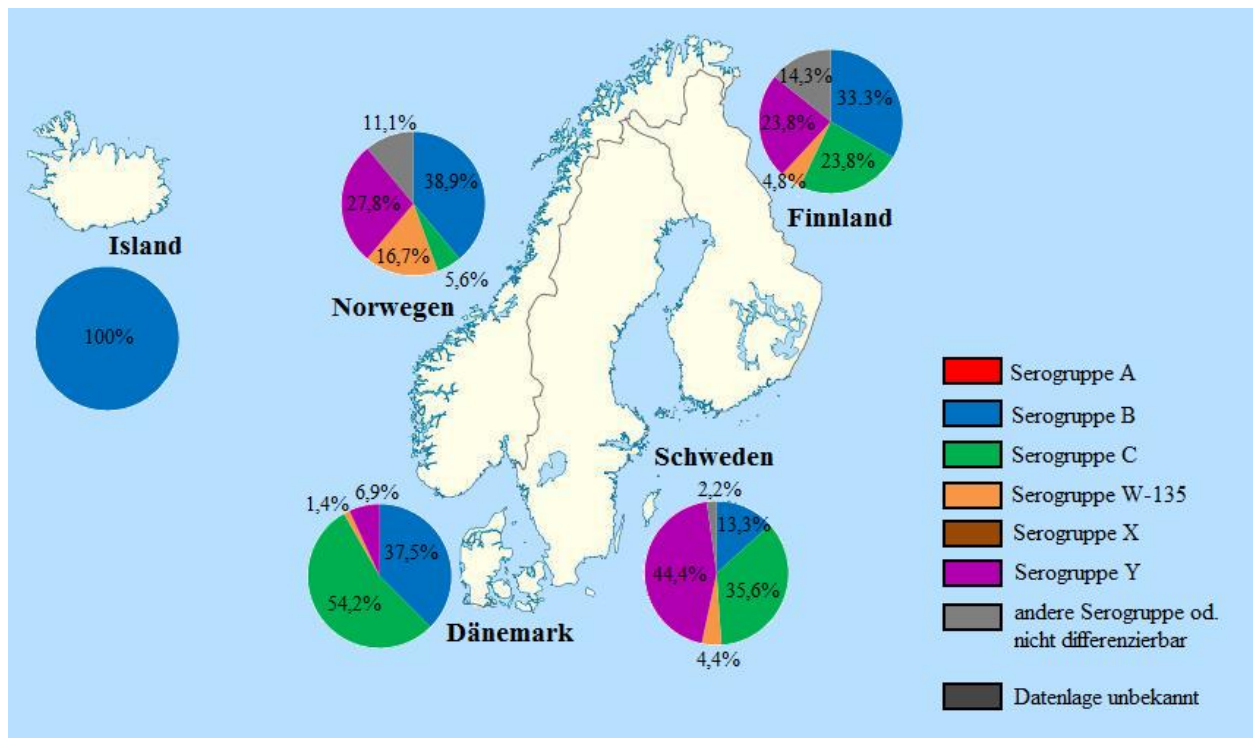 Island
100%
11,1%
38,9%
27,8%
16,7%
5,6%
Norwegen
14,3%
33.3%
23,8%
23,8%
4,8%
Finnland
1,4%
6,9%
37,5%
54,2%
Dänemark
Schweden
2,2%
13,3%
44,4%
35,6%
4,4%
Serogruppe A
Serogruppe B
Serogruppe C
Serogruppe W-135
Serogruppe X
Serogruppe Y
andere Serogruppe od.
nicht differenzierbar
Datenlage unbekannt